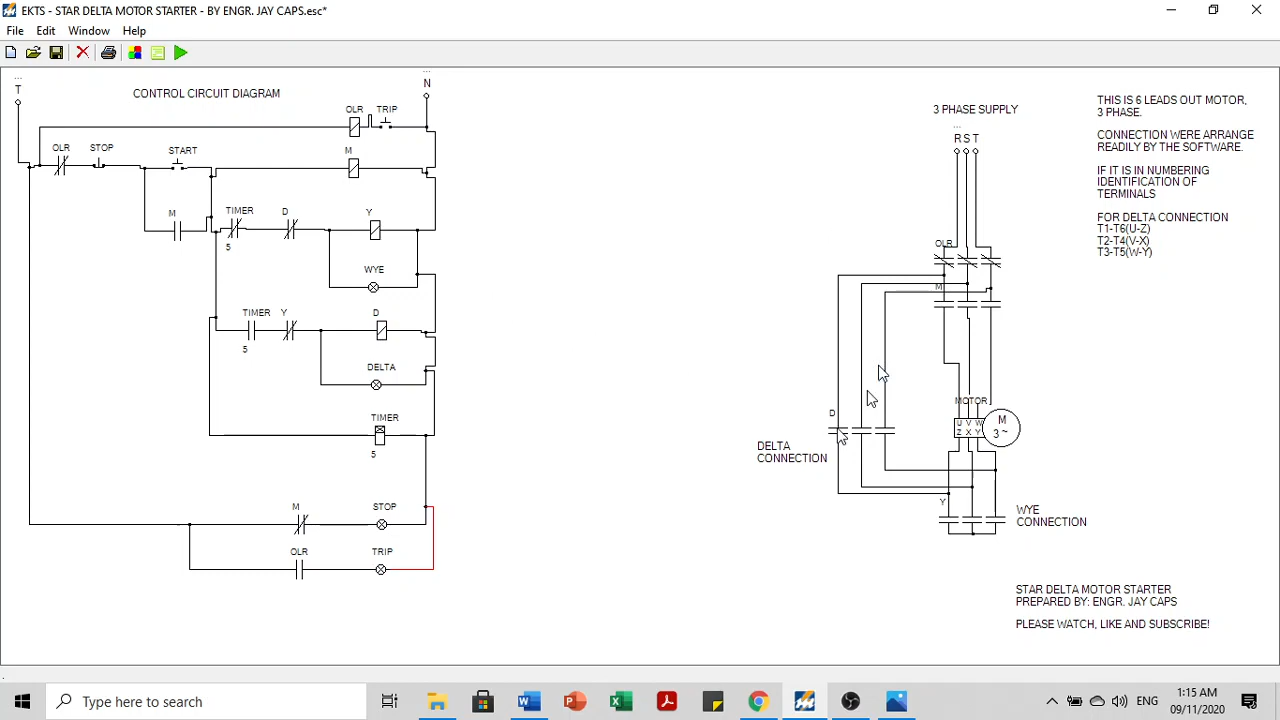 EKTS - STAR DELTA MOTOR STARTER - BY ENGR. JAY CAPS.esc*
File Edit Window Help
T
CONTROL CIRCUIT DIAGRAM
N
OLR TRIP
OLR STOP START M
M TIMER D Y
5
WYE
TIMER Y D
5
DELTA
TIMER
5
M STOP
OLR TRIP
3 PHASE SUPPLY
R S T
OLR
M
MOTOR
U V W
Z X Y
M
3 ~
D
DELTA
CONNECTION
Y
WYE
CONNECTION
THIS IS 6 LEADS OUT MOTOR,
3 PHASE.
CONNECTION WERE ARRANGE
READILY BY THE SOFTWARE.
IF IT IS IN NUMBERING
IDENTIFICATION OF
TERMINALS
FOR DELTA CONNECTION
T1-T6(U-Z)
T2-T4(V-X)
T3-T5(W-Y)
STAR DELTA MOTOR STARTER
PREPARED BY: ENGR. JAY CAPS
PLEASE WATCH, LIKE AND SUBSCRIBE!
Type here to search
ENG
1:15 AM
09/11/2020